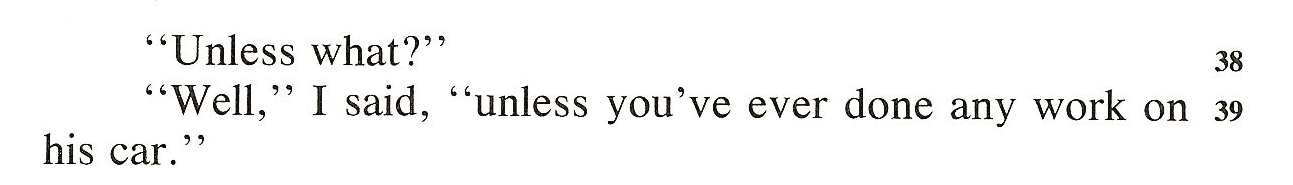 ‘‘Unless what?’’ 38
‘‘Well,’’ I said, ‘‘unless you've ever done any work on 39
his car.’’